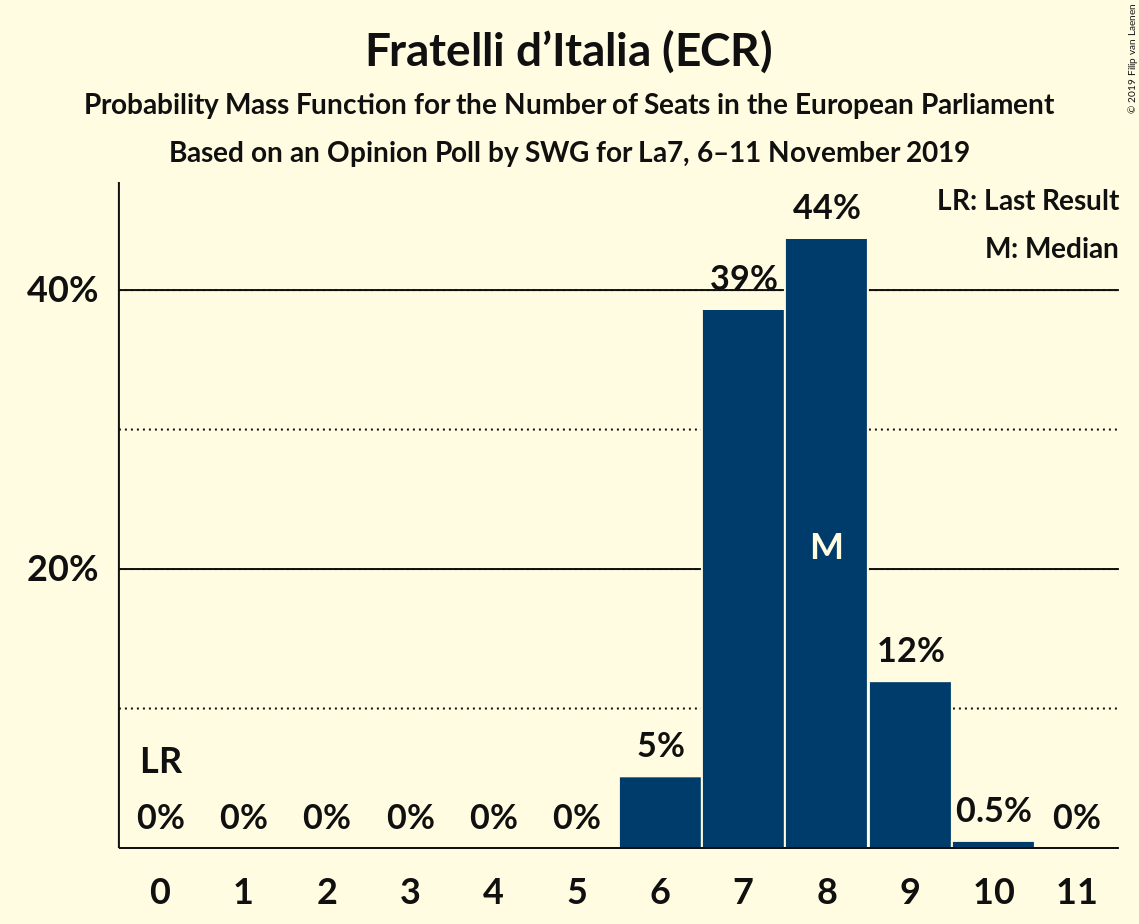 Fratelli d’Italia (ECR)
Probability Mass Function for the Number of Seats in the European Parliament
Based on an Opinion Poll by SWG for La7, 6–11 November 2019
© 2019 Filip van Laenen
LR: Last Result
M: Median
40%
20%
LR
0% 0% 0% 0% 0% 0% 5% 39% 44% 12% 0.5% 0%
M
0 1 2 3 4 5 6 7 8 9 10 11